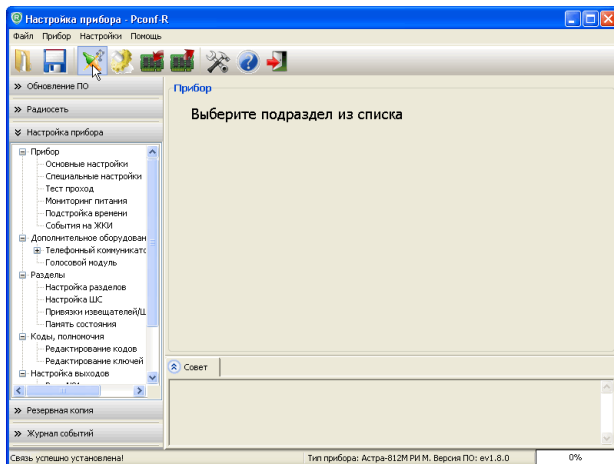 Настройка прибора - Pconf-R
Файл Прибор Настройки Помощь
Обновление ПО
Радиосеть
Настройка прибора
Прибор
Основные настройки
Специальные настройки
Тест проход
Мониторинг питания
Подстройка времени
События на ЖКИ
Дополнительное оборудован
Телефонный коммуникатс
Голосовой модуль
Разделы
Настройка разделов
Настройка ШС
Привязки извещателей/Ш
Память состояния
Коды, полномочия
Редактирование кодов
Редактирование ключей
Настройка выходов
Резервная копия
Журнал событий
Прибор
Выберите подраздел из списка
Совет
Связь успешно установлена!
Тип прибора: Астра-812М РИ М. Версия ПО: ev1.8.0
0%